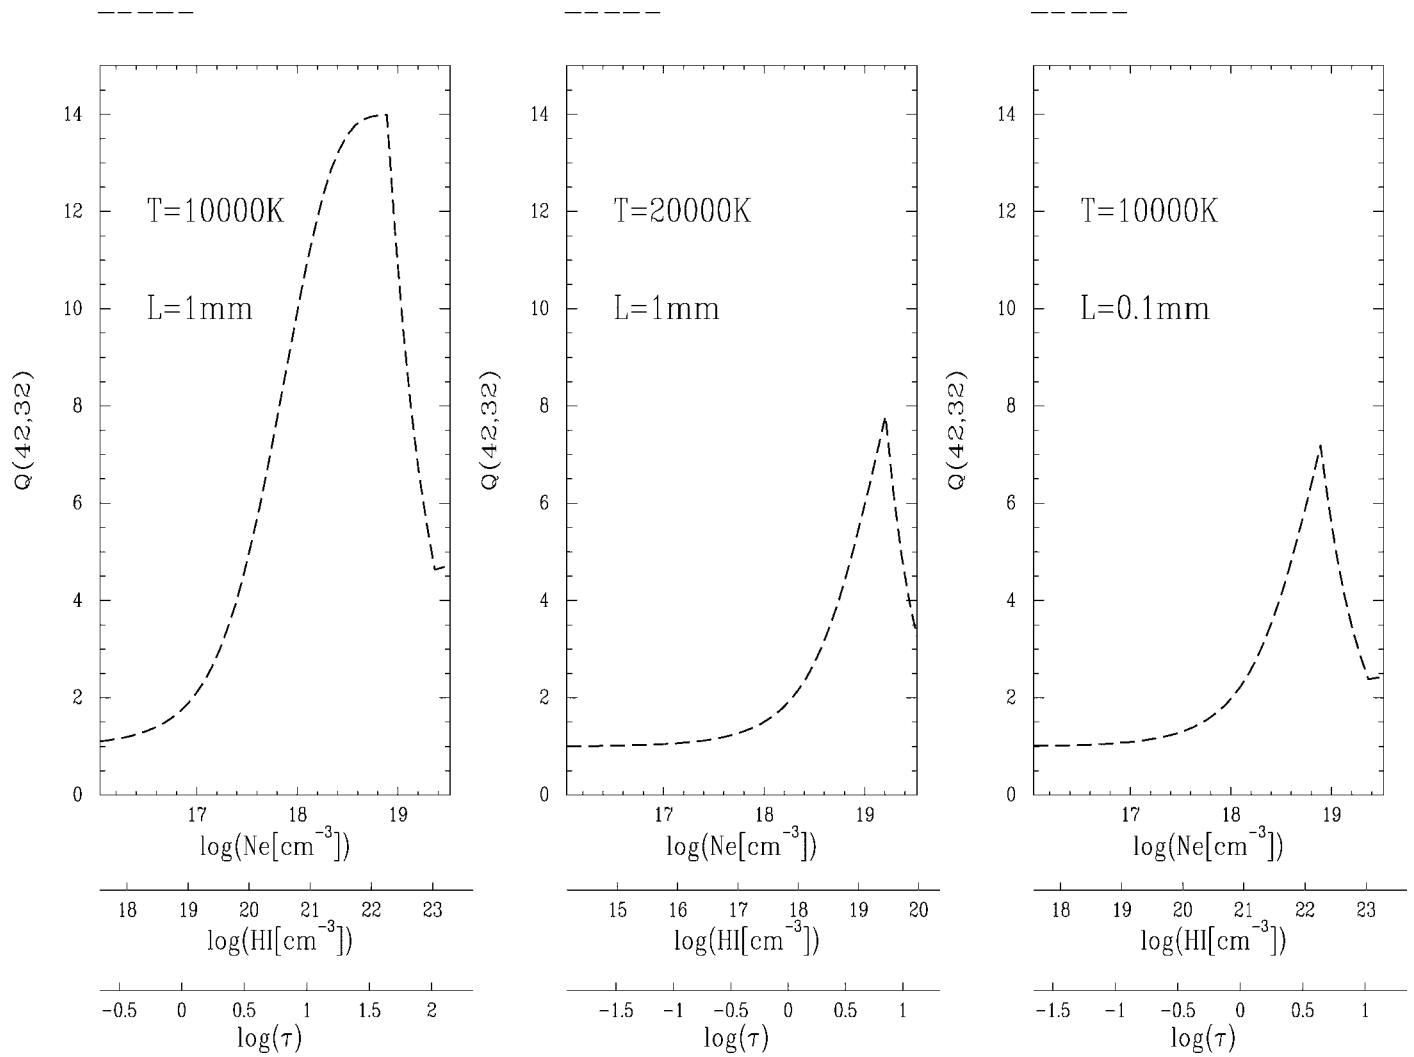 Q(42,32)
14
12
10
8
6
4
2
0
T=10000K
L=1mm
17 18 19
log(Ne[cm⁻³])
18 19 20 21 22 23
log(HI[cm⁻³])
-0.5 0 0.5 1 1.5 2
log(τ)
Q(42,32)
14
12
10
8
6
4
2
0
T=20000K
L=1mm
17 18 19
log(Ne[cm⁻³])
15 16 17 18 19 20
log(HI[cm⁻³])
-1.5 -1 -0.5 0 0.5 1
log(τ)
Q(42,32)
14
12
10
8
6
4
2
0
T=10000K
L=0.1mm
17 18 19
log(Ne[cm⁻³])
18 19 20 21 22 23
log(HI[cm⁻³])
-1.5 -1 -0.5 0 0.5 1
log(τ)